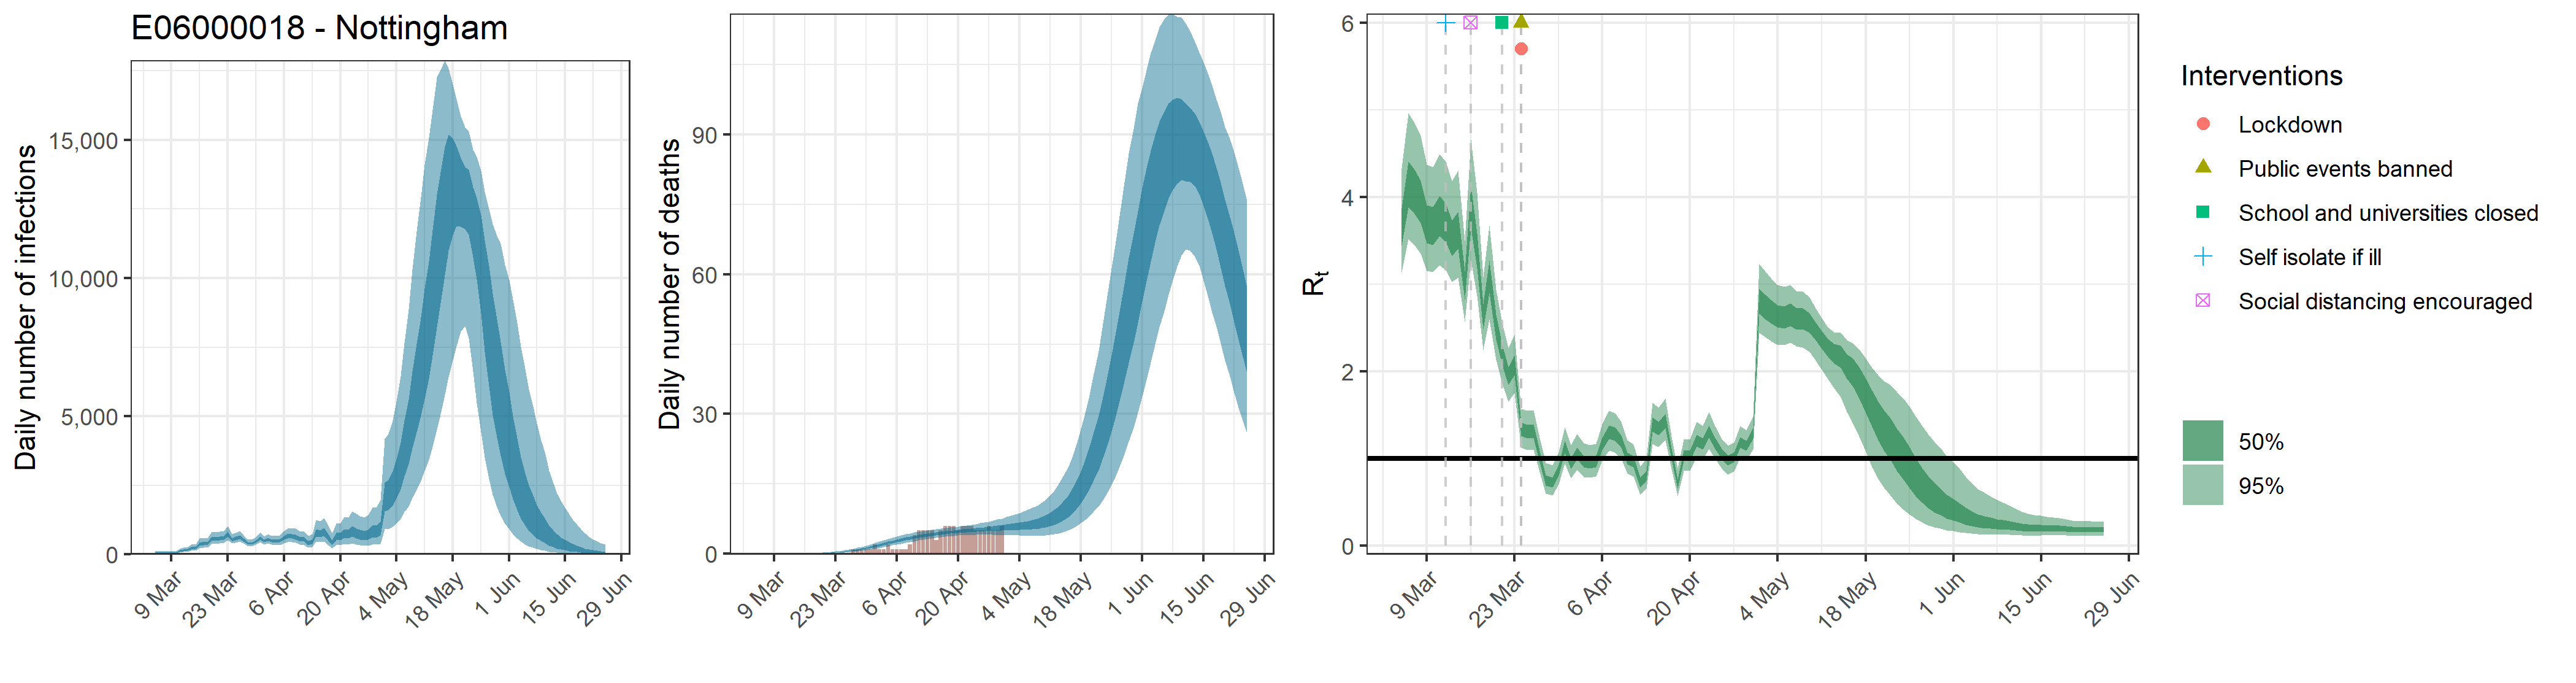 E06000018 - Nottingham
Daily number of infections
15,000
10,000
5,000
0
9 Mar
23 Mar
6 Apr
20 Apr
4 May
18 May
1 Jun
15 Jun
29 Jun
Daily number of deaths
90
60
30
0
9 Mar
23 Mar
6 Apr
20 Apr
4 May
18 May
1 Jun
15 Jun
29 Jun
Rt
6
4
2
0
9 Mar
23 Mar
6 Apr
20 Apr
4 May
18 May
1 Jun
15 Jun
29 Jun
Interventions
Lockdown
Public events banned
School and universities closed
Self isolate if ill
Social distancing encouraged
50%
95%